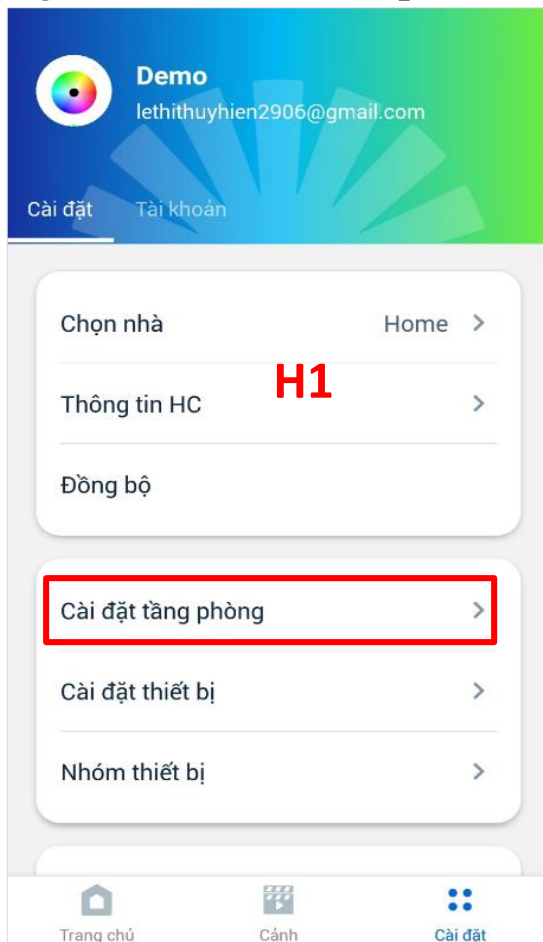 Demo
lethithuyhien2906@gmail.com
Cài đặt Tài khoản
Chọn nhà Home
H1
Thông tin HC
Đồng bộ
Cài đặt tầng phòng
Cài đặt thiết bị
Nhóm thiết bị
Trang chủ Cảnh Cài đặt